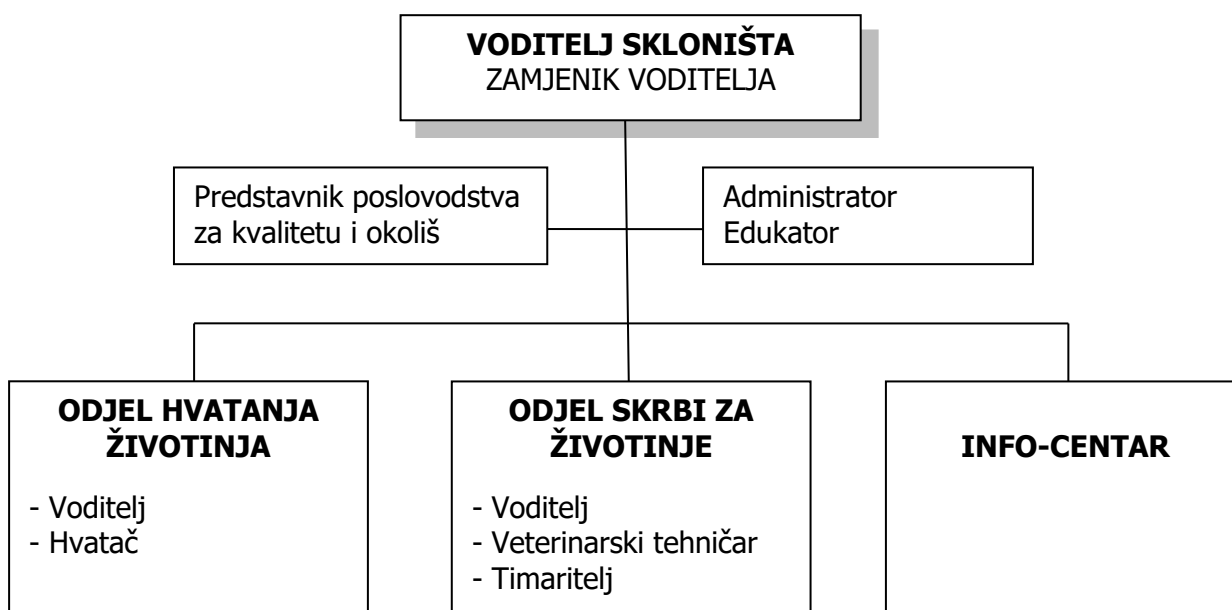 VODITELJ SKLONIŠTA
ZAMJENIK VODITELJA
Predstavnik poslovodstva
za kvalitetu i okoliš
Administrator
Edukator
ODJEL HVATANJA
ŽIVOTINJA
- Voditelj
- Hvatač
ODJEL SKRBI ZA
ŽIVOTINJE
- Voditelj
- Veterinarski tehničar
- Timaritelj
INFO-CENTAR